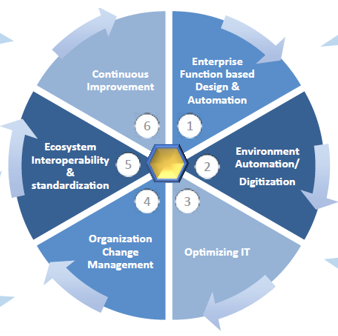 Enterprise
Function based
Design &
Automation
1
Environment
Automation/
Digitization
2
Optimizing IT
3
Organization
Change
Management
4
Ecosystem
Interoperability
&
standardization
5
Continuous
Improvement
6